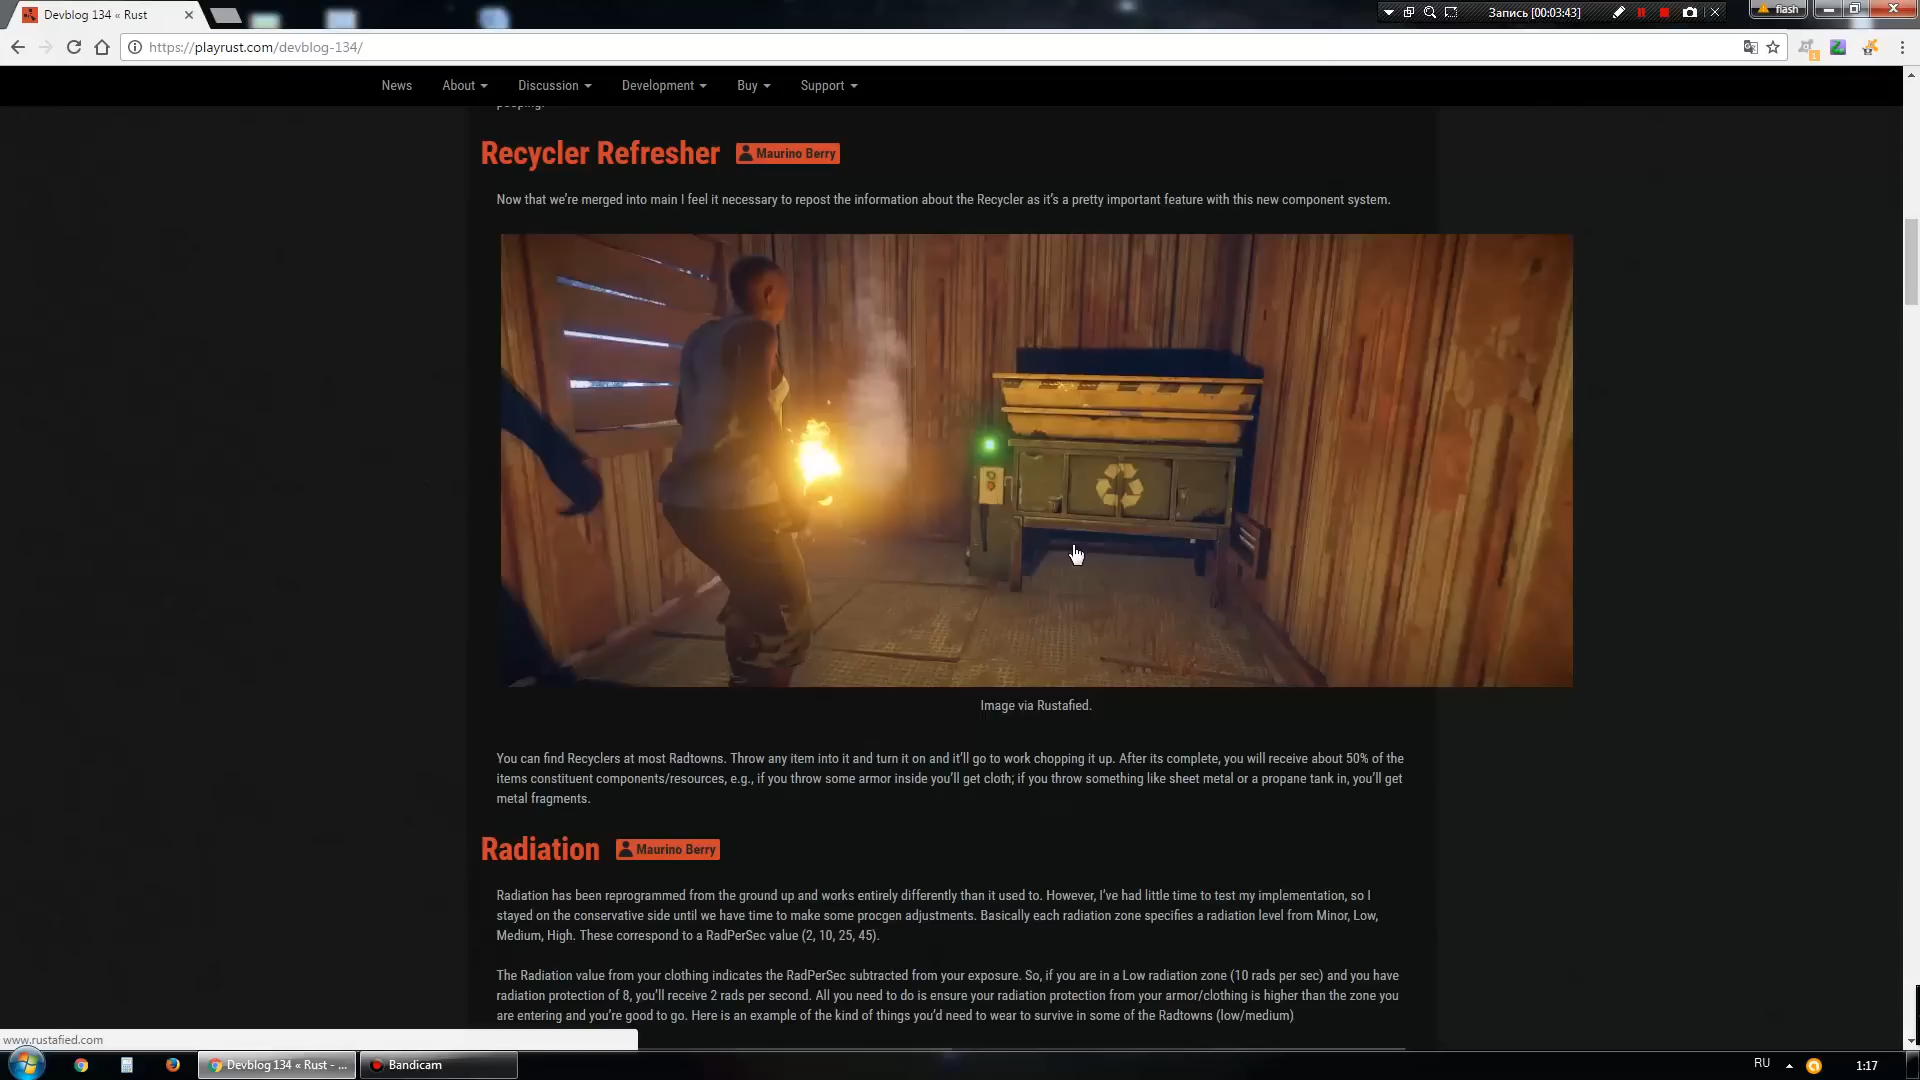 Devblog 134 « Rust
Запись [00:03:43]
flash
https://playrust.com/devblog-134/
News About Discussion Development Buy Support
Recycler Refresher Maurino Berry
Now that we're merged into main I feel it necessary to repost the information about the Recycler as it's a pretty important feature with this new component system.
Image via Rustafied.
You can find Recyclers at most Radtowns. Throw any item into it and turn it on and it'll go to work chopping it up. After its complete, you will receive about 50% of the
items constituent components/resources, e.g., if you throw some armor inside you'll get cloth; if you throw something like sheet metal or a propane tank in, you'll get
metal fragments.
Radiation Maurino Berry
Radiation has been reprogrammed from the ground up and works entirely differently than it used to. However, I've had little time to test my implementation, so I
stayed on the conservative side until we have time to make some procgen adjustments. Basically each radiation zone specifies a radiation level from Minor, Low,
Medium, High. These correspond to a RadPerSec value (2, 10, 25, 45).
The Radiation value from your clothing indicates the RadPerSec subtracted from your exposure. So, if you are in a Low radiation zone (10 rads per sec) and you have
radiation protection of 8, you'll receive 2 rads per second. All you need to do is ensure your radiation protection from your armor/clothing is higher than the zone you
are entering and you're good to go. Here is an example of the kind of things you'd need to wear to survive in some of the Radtowns (low/medium)
www.rustafied.com
Devblog 134 « Rust - ...
Bandicam
RU
1:17